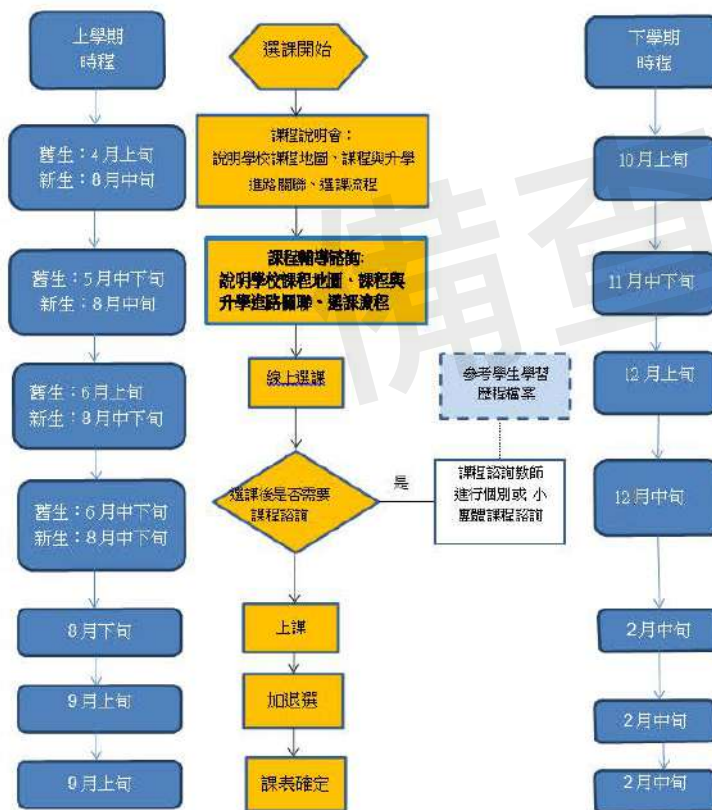 上學期
時程
舊生：4月上旬
新生：8月中旬
舊生：5月中下旬
新生：8月中旬
舊生：6月上旬
新生：8月中下旬
舊生：6月中下旬
新生：8月中下旬
8月下旬
9月上旬
9月上旬
選課開始
課程說明會：
說明學校課程地圖、課程與升學
進路關聯、選課流程
課程輔導諮詢:
說明學校課程地圖、課程與
升學進路關聯、選課流程
線上選課
選課後是否需要
課程諮詢
是
參考學生學習
歷程檔案
課程諮詢教師
進行個別或 小
團體課程諮詢
上課
加退選
課表確定
下學期
時程
10月上旬
11月中下旬
12月上旬
12月中旬
2月中旬
2月中旬
2月中旬
備查